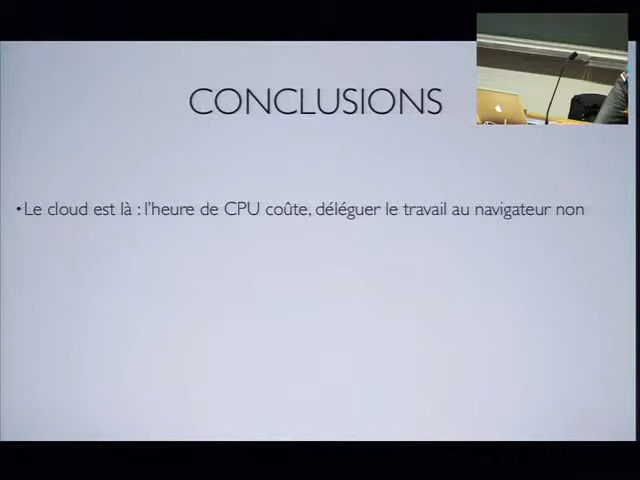 CONCLUSIONS
•Le cloud est là : l'heure de CPU coûte, déléguer le travail au navigateur non